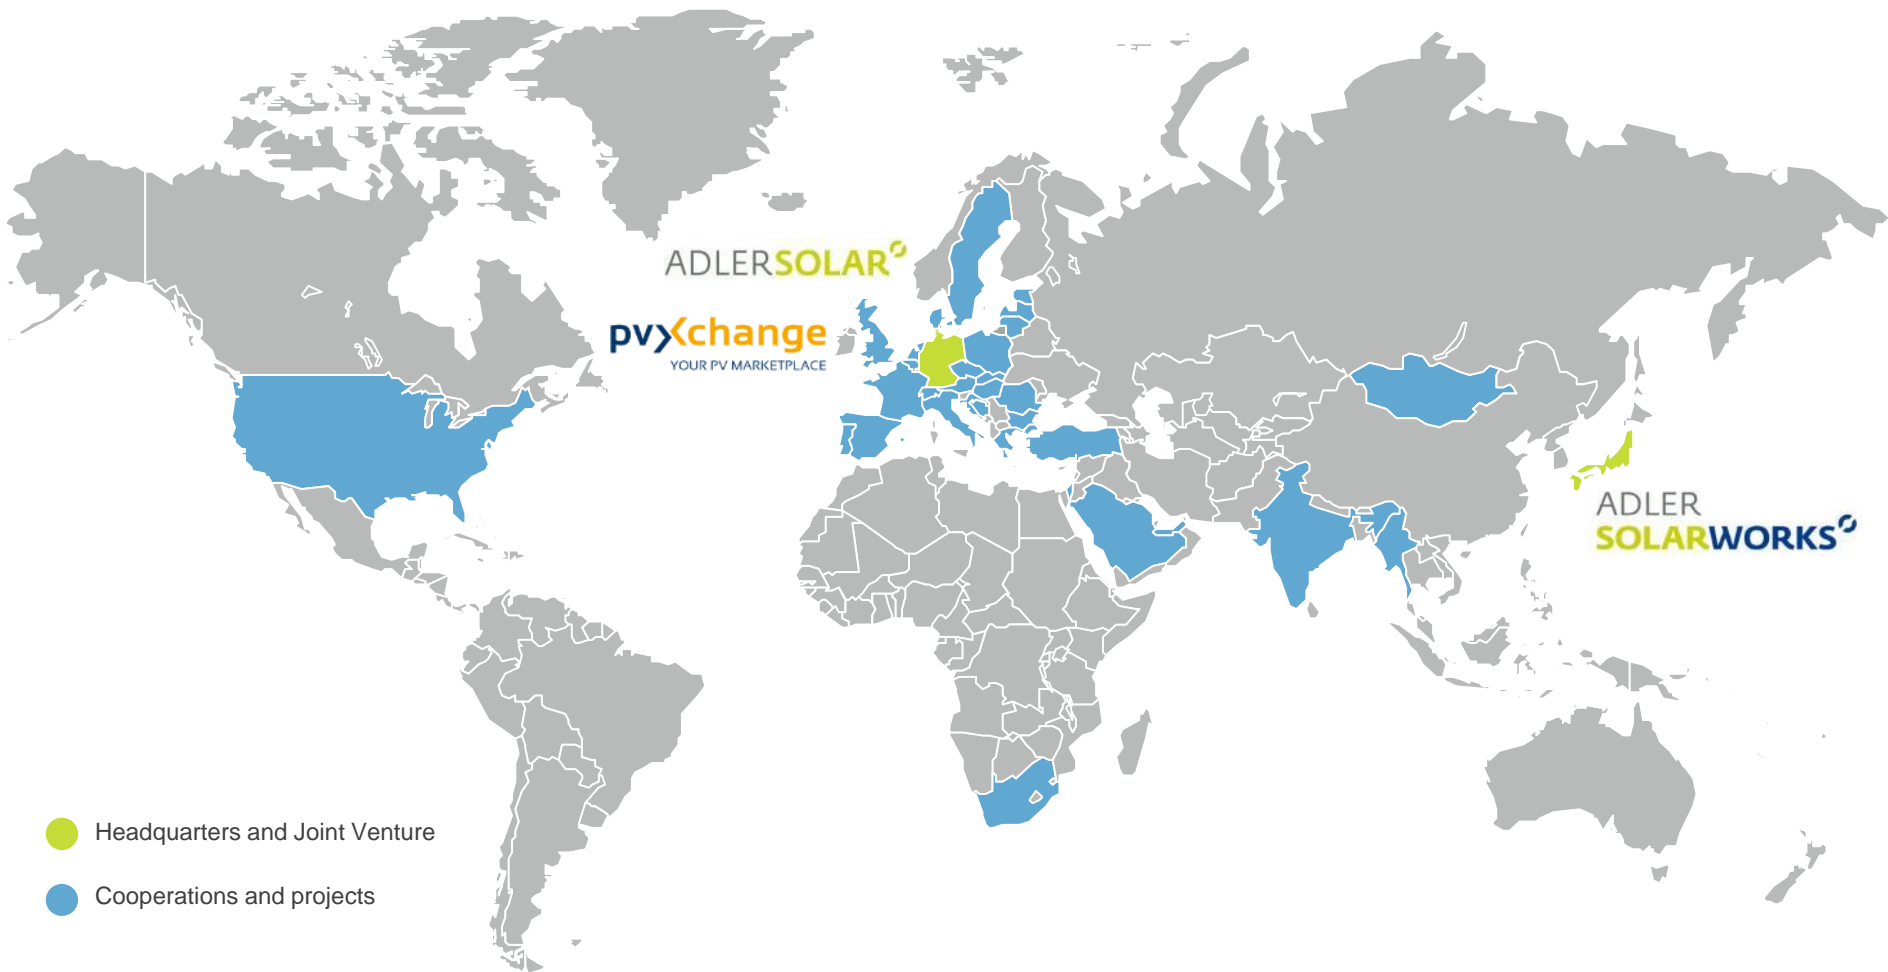 ADLERSOLAR
pvXchange
YOUR PV MARKETPLACE
ADLER
SOLARWORKS
Headquarters and Joint Venture
Cooperations and projects